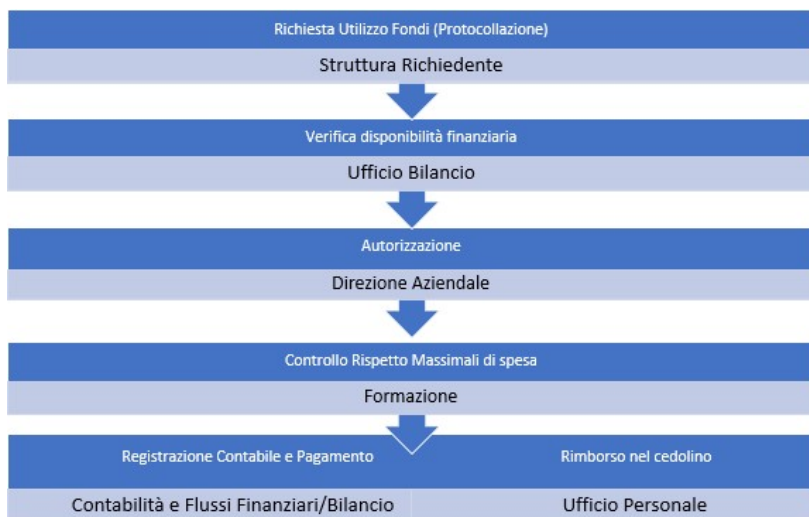 Richiesta Utilizzo Fondi (Protocollazione)
Struttura Richiedente
Verifica disponibilità finanziaria
Ufficio Bilancio
Autorizzazione
Direzione Aziendale
Controllo Rispetto Massimali di spesa
Formazione
Registrazione Contabile e Pagamento
Rimborso nel cedolino
Contabilità e Flussi Finanziari/Bilancio
Ufficio Personale